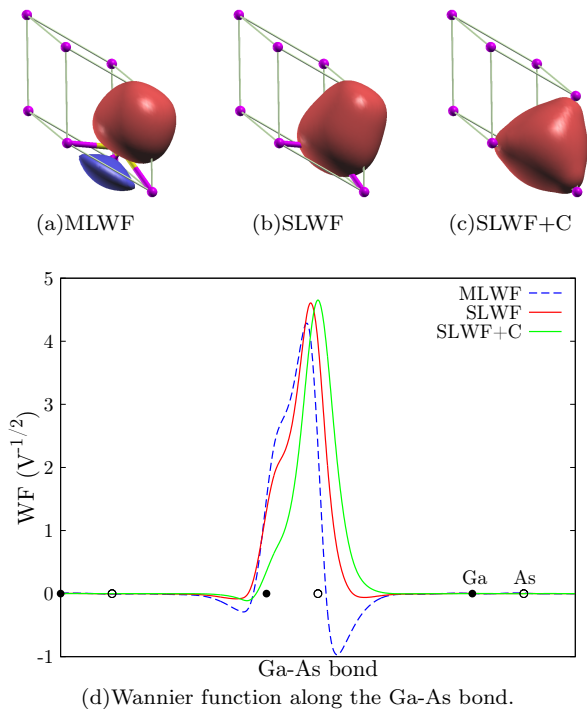 (a)MLWF
(b)SLWF
(c)SLWF+C
5
4
3
2
1
0
-1
WF (V^-1/2)
MLWF
SLWF
SLWF+C
Ga
As
Ga-As bond
(d)Wannier function along the Ga-As bond.